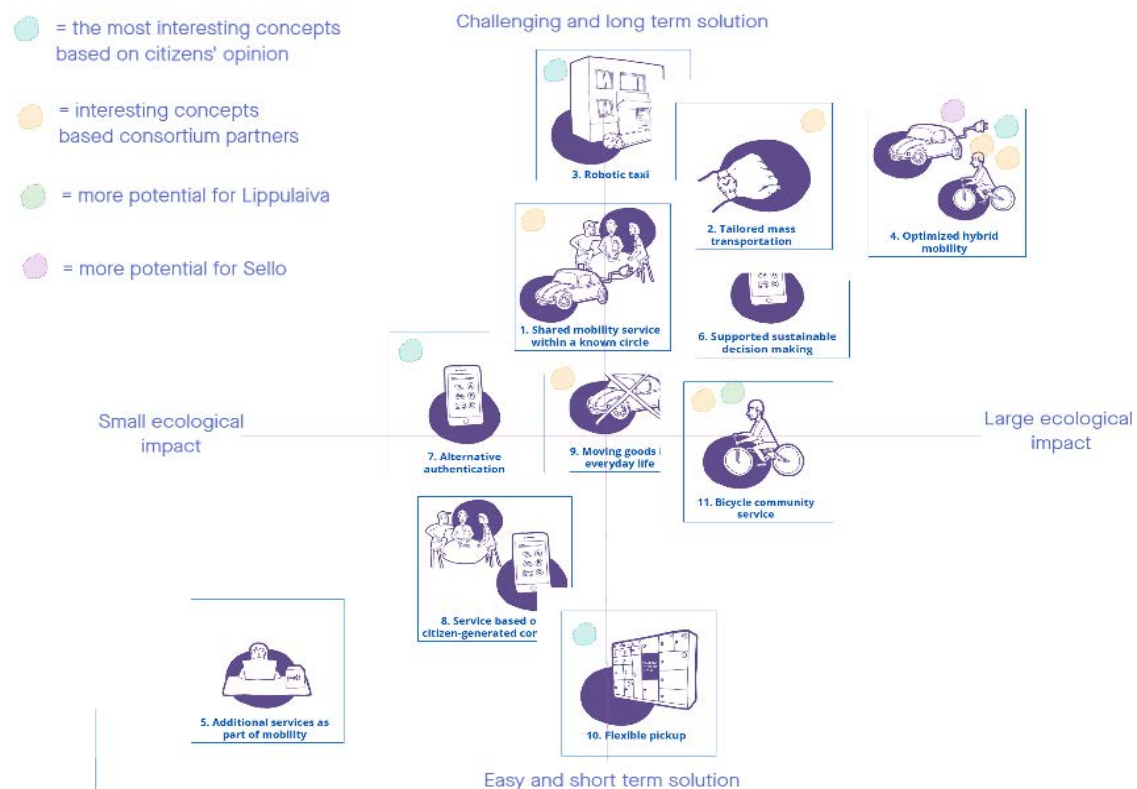 Challenging and long term solution
= the most interesting concepts
based on citizens' opinion
= interesting concepts
based consortium partners
= more potential for Lippulaiva
= more potential for Sello
3. Robotic taxi
2. Tailored mass
transportation
4. Optimized hybrid
mobility
1. Shared mobility service
within a known circle
6. Supported sustainable
decision making
Small ecological
impact
Large ecological
impact
7. Alternative
authentication
9. Moving goods i
everyday life
11. Bicycle community
service
8. Service based o
citizen-generated con
5. Additional services as
part of mobility
10. Flexible pickup
Easy and short term solution